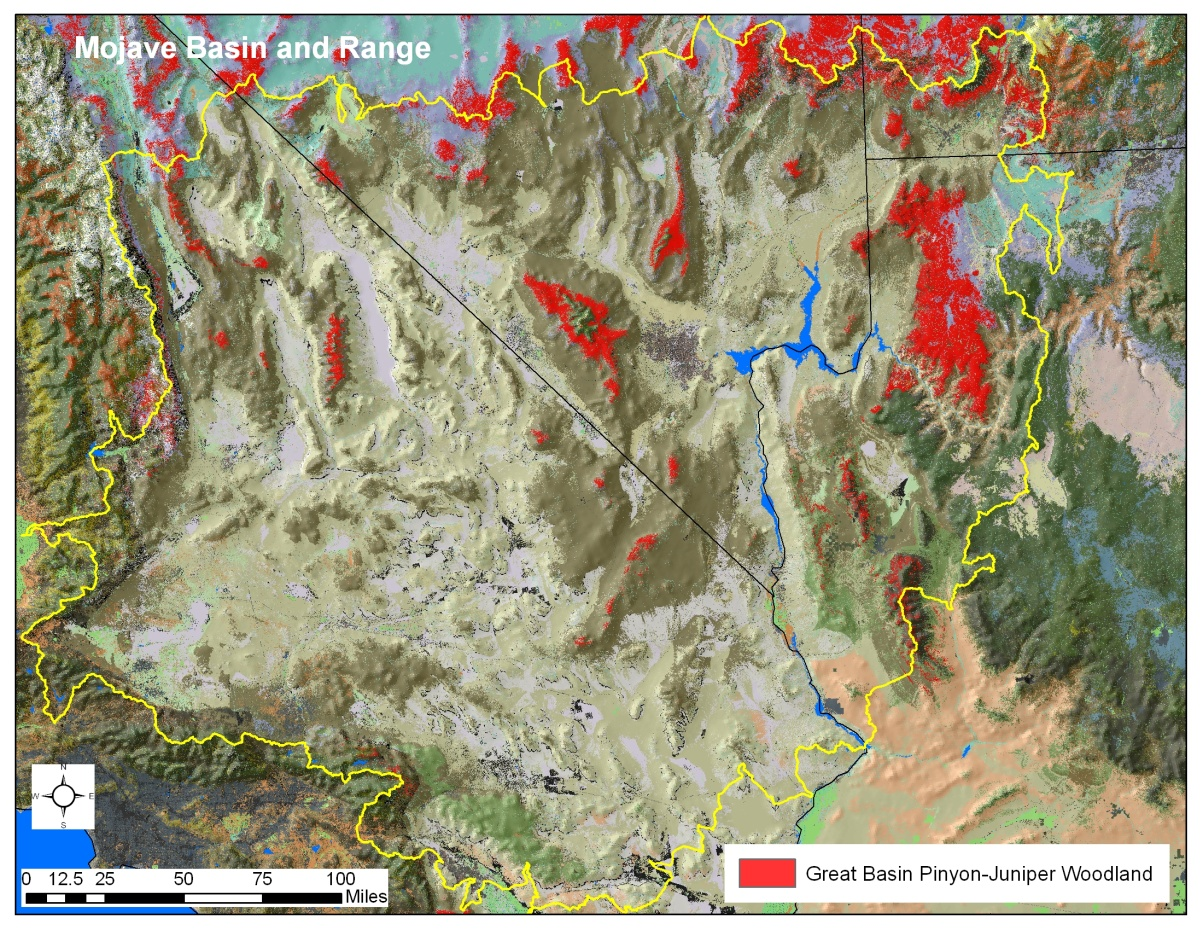 Mojave Basin and Range
N
W E
S
0 12.5 25 50 75 100
Miles
Great Basin Pinyon-Juniper Woodland